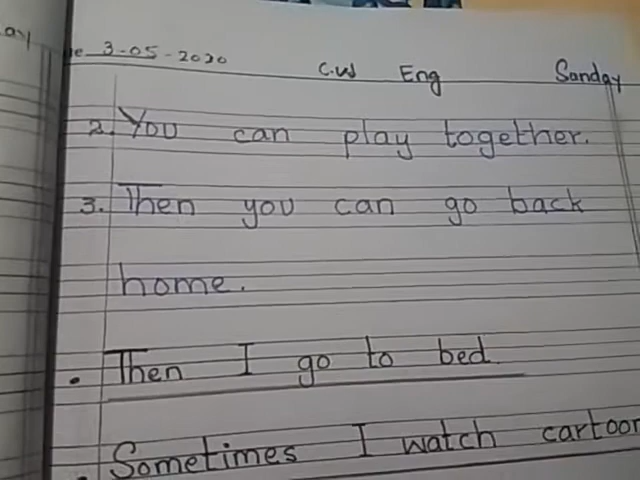 e 3-05-2020 C.W Eng Sunday
2. You can play together.
3. Then you can go back
home.
. Then I go to bed
. Sometimes I watch cartoon